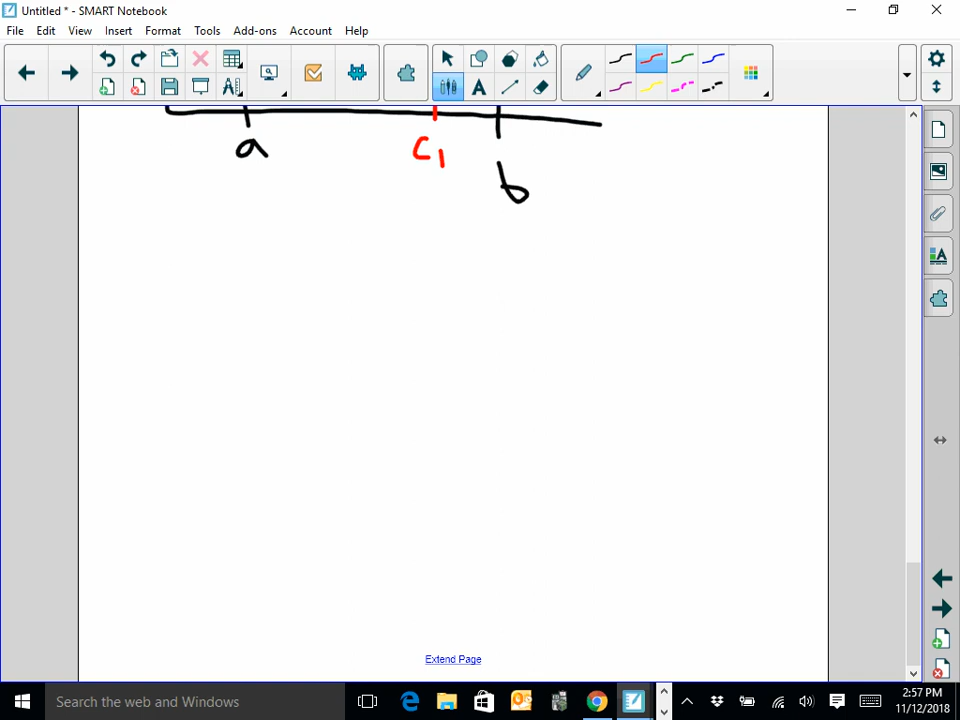 Untitled * - SMART Notebook
File Edit View Insert Format Tools Add-ons Account Help
a
c1
b
Extend Page
Search the web and Windows
2:57 PM
11/12/2018